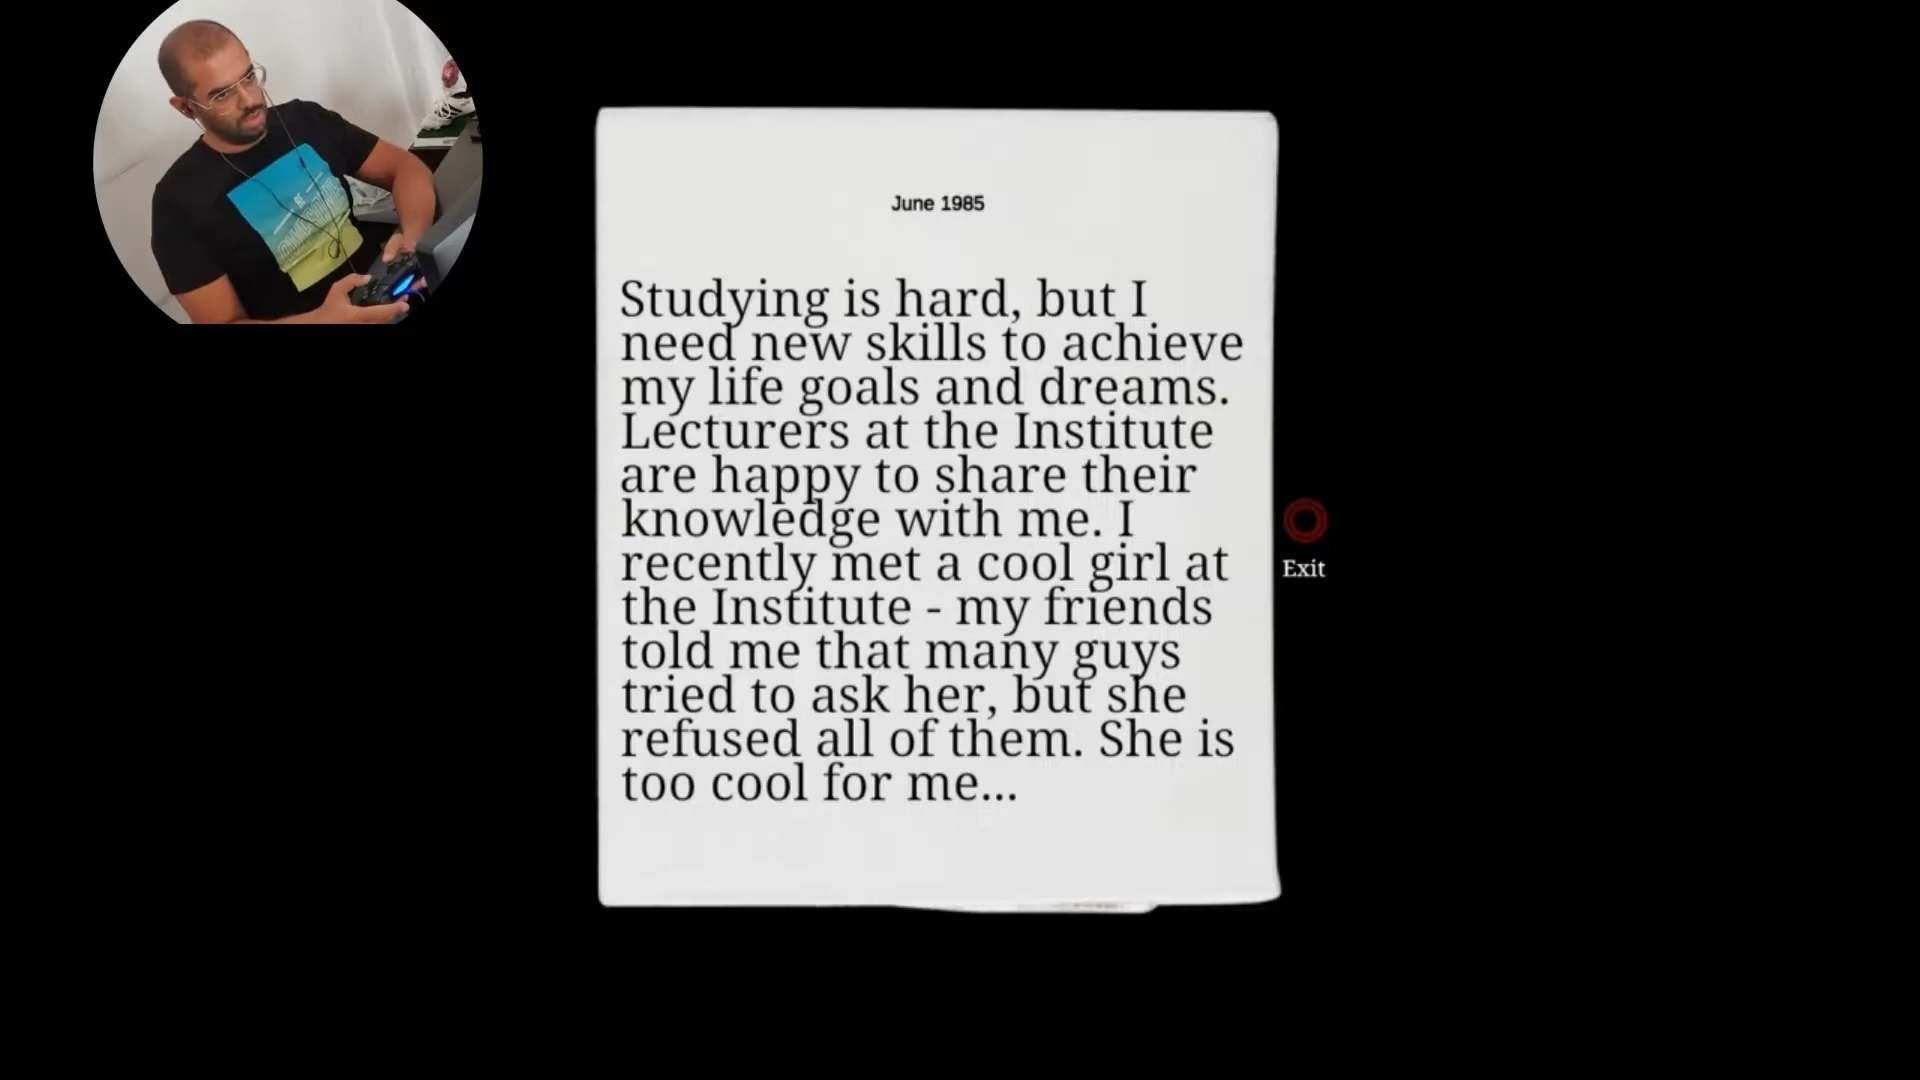 June 1985
Studying is hard, but I
need new skills to achieve
my life goals and dreams.
Lecturers at the Institute
are happy to share their
knowledge with me. I
recently met a cool girl at
the Institute - my friends
told me that many guys
tried to ask her, but she
refused all of them. She is
too cool for me...
Exit